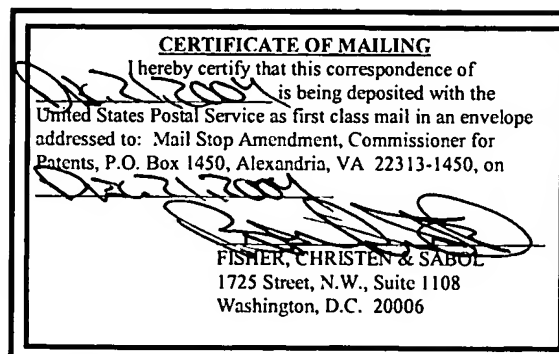 CERTIFICATE OF MAILING
I hereby certify that this correspondence of
is being deposited with the
United States Postal Service as first class mail in an envelope
addressed to: Mail Stop Amendment, Commissioner for
Patents, P.O. Box 1450, Alexandria, VA 22313-1450, on
FISHER, CHRISTEN & SABOL
1725 Street, N.W., Suite 1108
Washington, D.C. 20006